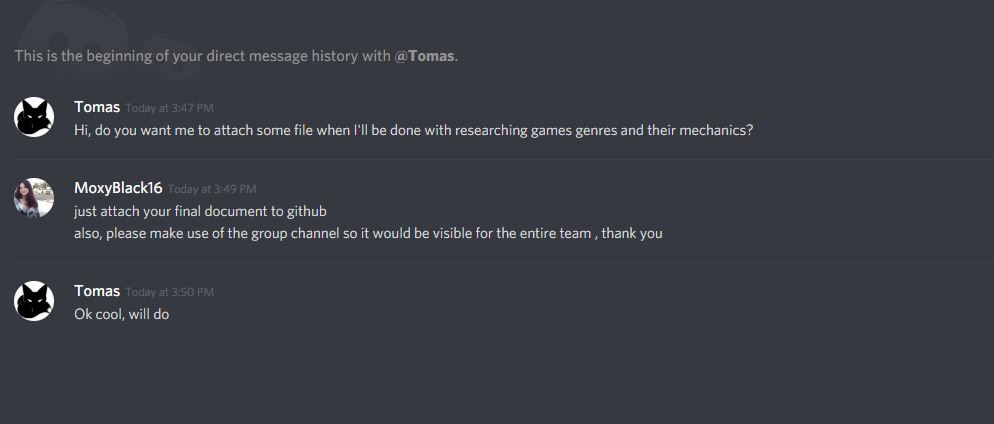 This is the beginning of your direct message history with @Tomas.
Tomas Today at 3:47 PM
Hi, do you want me to attach some file when I'll be done with researching games genres and their mechanics?
MoxyBlack16 Today at 3:49 PM
just attach your final document to github
also, please make use of the group channel so it would be visible for the entire team , thank you
Tomas Today at 3:50 PM
Ok cool, will do